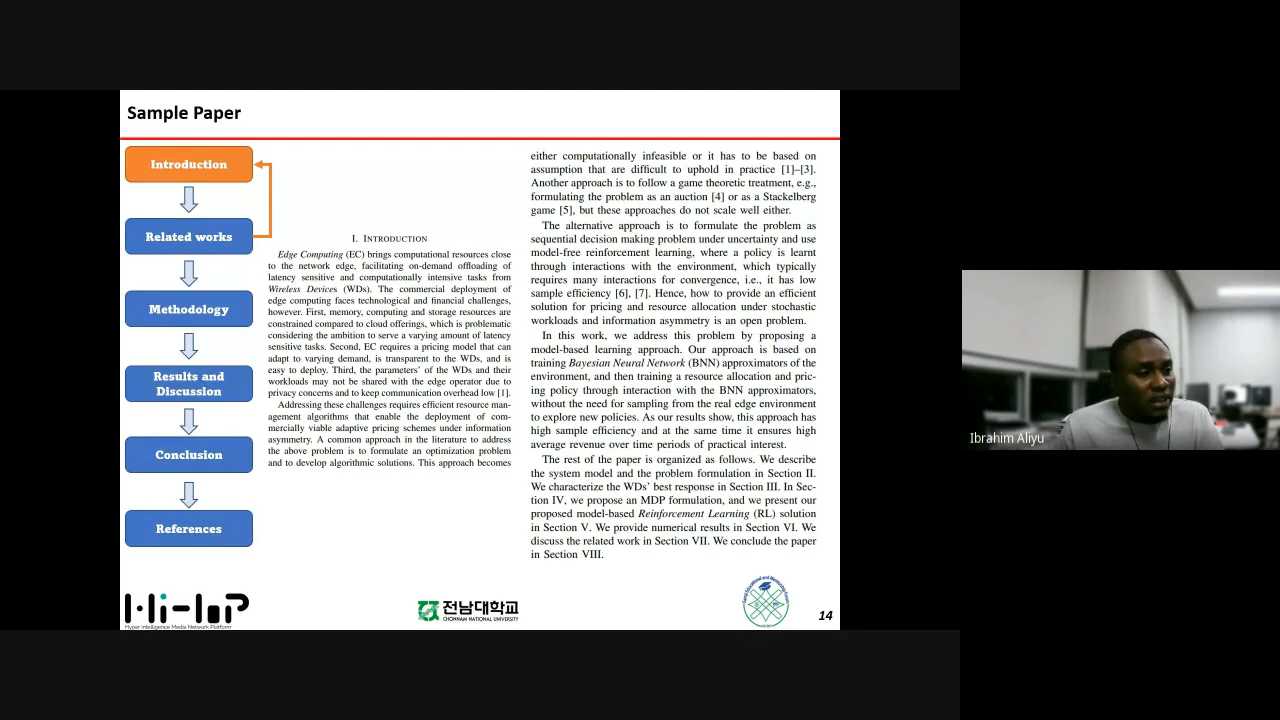 Sample Paper
Introduction
Related works
Methodology
Results and
Discussion
Conclusion
References
I. INTRODUCTION
Edge Computing (EC) brings computational resources close
to the network edge, facilitating on-demand offloading of
latency sensitive and computationally intensive tasks from
Wireless Devices (WDs). The commercial deployment of
edge computing faces technological and financial challenges,
however. First, memory, computing and storage resources are
constrained compared to cloud offerings, which is problematic
considering the ambition to serve a varying amount of latency
sensitive tasks. Second, EC requires a pricing model that can
adapt to varying demand, is transparent to the WDs, and is
easy to deploy. Third, the parameters' of the WDs and their
workloads may not be shared with the edge operator due to
privacy concerns and to keep communication overhead low [1].
Addressing these challenges requires efficient resource man-
agement algorithms that enable the deployment of com-
mercially viable adaptive pricing schemes under information
asymmetry. A common approach in the literature to address
the above problem is to formulate an optimization problem
and to develop algorithmic solutions. This approach becomes
either computationally infeasible or it has to be based on
assumption that are difficult to uphold in practice [1]–[3].
Another approach is to follow a game theoretic treatment, e.g.,
formulating the problem as an auction [4] or as a Stackelberg
game [5], but these approaches do not scale well either.
The alternative approach is to formulate the problem as
sequential decision making problem under uncertainty and use
model-free reinforcement learning, where a policy is learnt
through interactions with the environment, which typically
requires many interactions for convergence, i.e., it has low
sample efficiency [6], [7]. Hence, how to provide an efficient
solution for pricing and resource allocation under stochastic
workloads and information asymmetry is an open problem.
In this work, we address this problem by proposing a
model-based learning approach. Our approach is based on
training Bayesian Neural Network (BNN) approximators of the
environment, and then training a resource allocation and pric-
ing policy through interaction with the BNN approximators,
without the need for sampling from the real edge environment
to explore new policies. As our results show, this approach has
high sample efficiency and at the same time it ensures high
average revenue over time periods of practical interest.
The rest of the paper is organized as follows. We describe
the system model and the problem formulation in Section II.
We characterize the WDs' best response in Section III. In Sec-
tion IV, we propose an MDP formulation, and we present our
proposed model-based Reinforcement Learning (RL) solution
in Section V. We provide numerical results in Section VI. We
discuss the related work in Section VII. We conclude the paper
in Section VIII.
Hyper Intelligence Media Network Platform
전남대학교
CHONNAM NATIONAL UNIVERSITY
14
Ibrahim Aliyu